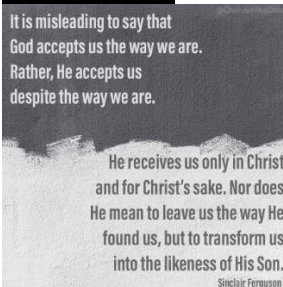 It is misleading to say that
God accepts us the way we are.
Rather, He accepts us
despite the way we are.
He receives us only in Christ
and for Christ's sake. Nor does
He mean to leave us the way He
found us, but to transform us
into the likeness of His Son.
Sinclair Ferguson